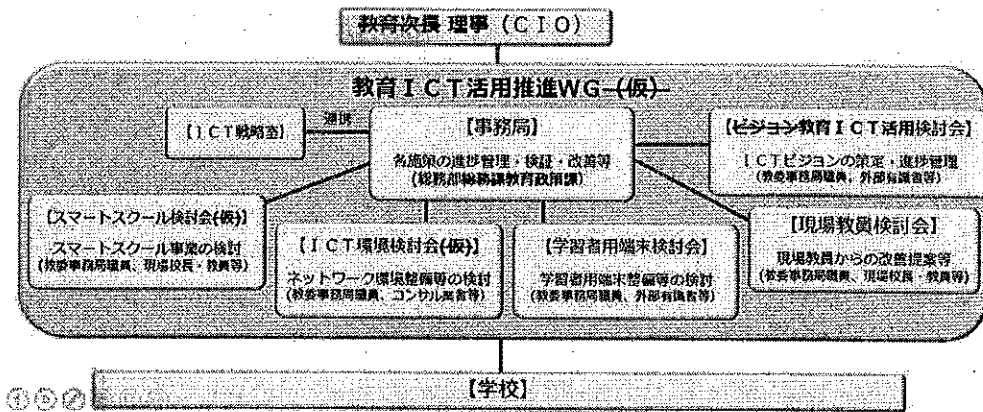 教育次長 理事（ＣＩＯ）
教育ＩＣＴ活用推進WG (仮)
【ＩＣＴ戦略室】
連携
【事務局】
各施策の進捗管理・検証・改善等
(総務部総務課教育政策課)
【ビジョン教育ＩＣＴ活用検討会】
ＩＣＴビジョンの策定・進捗管理
(教委事務局職員、外部有識者等)
【スマートスクール検討会(仮)】
スマートスクール事業の検討
(教委事務局職員、現場校長・教員等)
【ＩＣＴ環境検討会(仮)】
ネットワーク環境整備等の検討
(教委事務局職員、コンサル業者等)
【学習者用端末検討会】
学習者用端末整備等の検討
(教委事務局職員、外部有識者等)
【現場教員検討会】
現場教員からの改善提案等
(教委事務局職員、現場校長・教員等)
【学校】